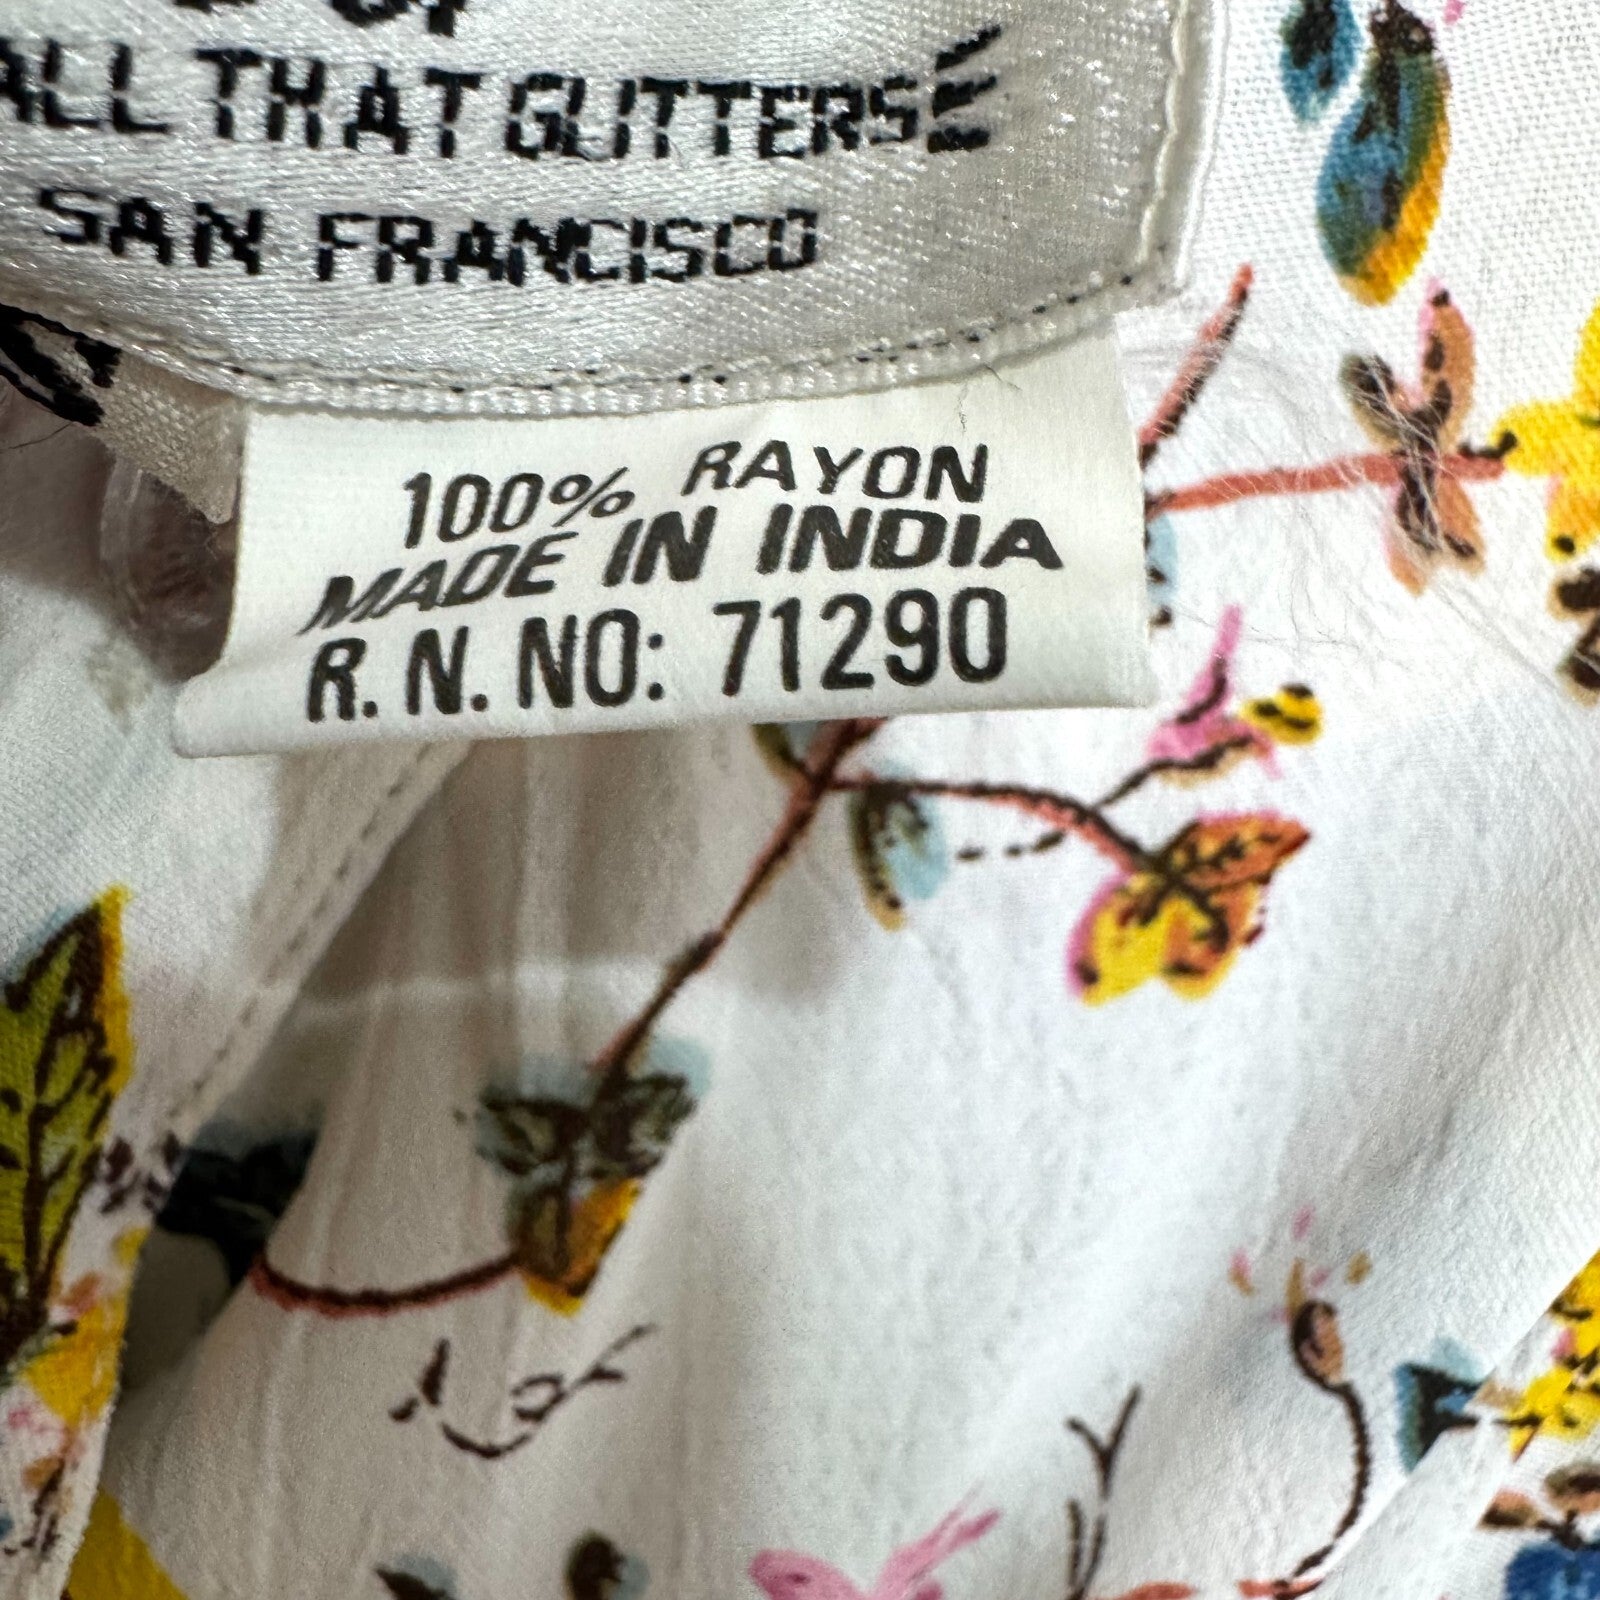 ALL THAT GLITTERS
SAN FRANCISCO
100% RAYON
MADE IN INDIA
R. N. NO: 71290